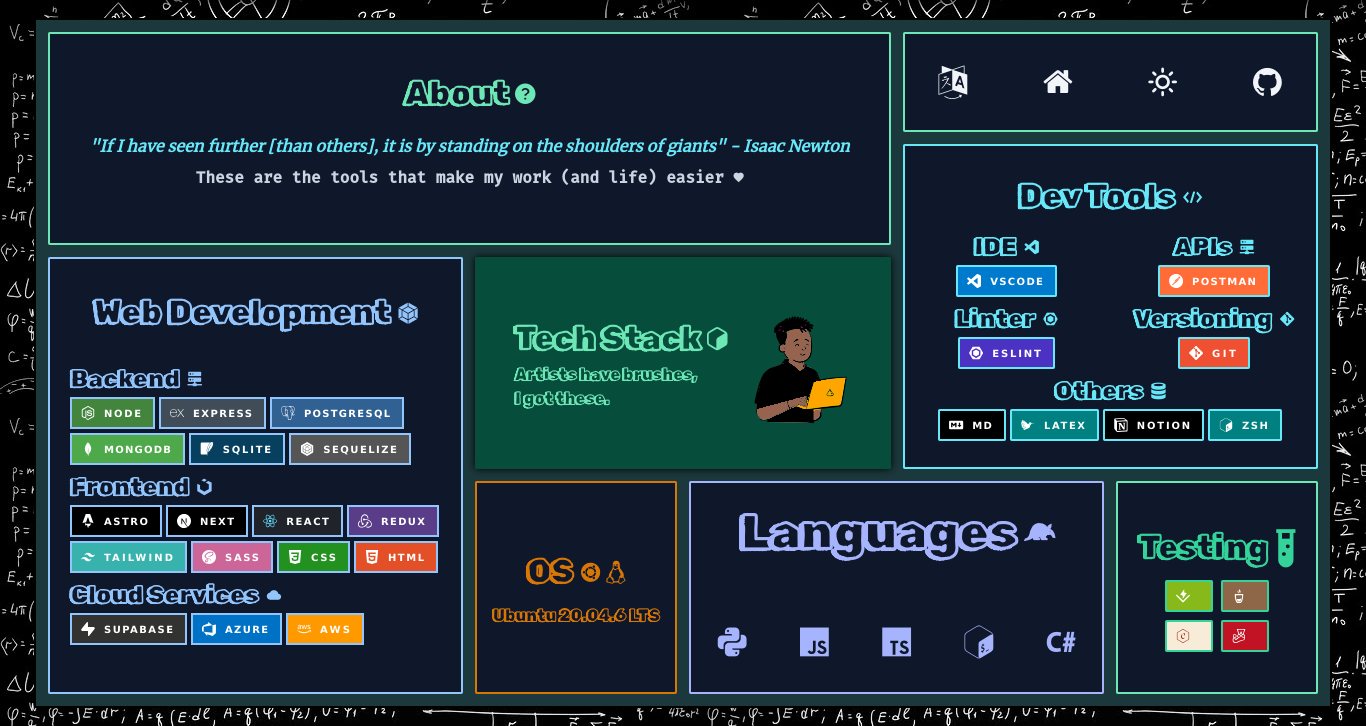 About
"If I have seen further [than others], it is by standing on the shoulders of giants" - Isaac Newton
These are the tools that make my work (and life) easier
Web Development
Backend
NODE EXPRESS POSTGRESQL
MONGODB SQLITE SEQUELIZE
Frontend
ASTRO NEXT REACT REDUX
TAILWIND SASS CSS HTML
Cloud Services
SUPABASE AZURE AWS
Tech Stack
Artists have brushes,
I got these.
Dev Tools
IDE APIs
VSCODE POSTMAN
Linter Versioning
ESLINT GIT
Others
MD LATEX NOTION ZSH
OS
Ubuntu 20.04.6 LTS
Languages
JS TS C#
Testing